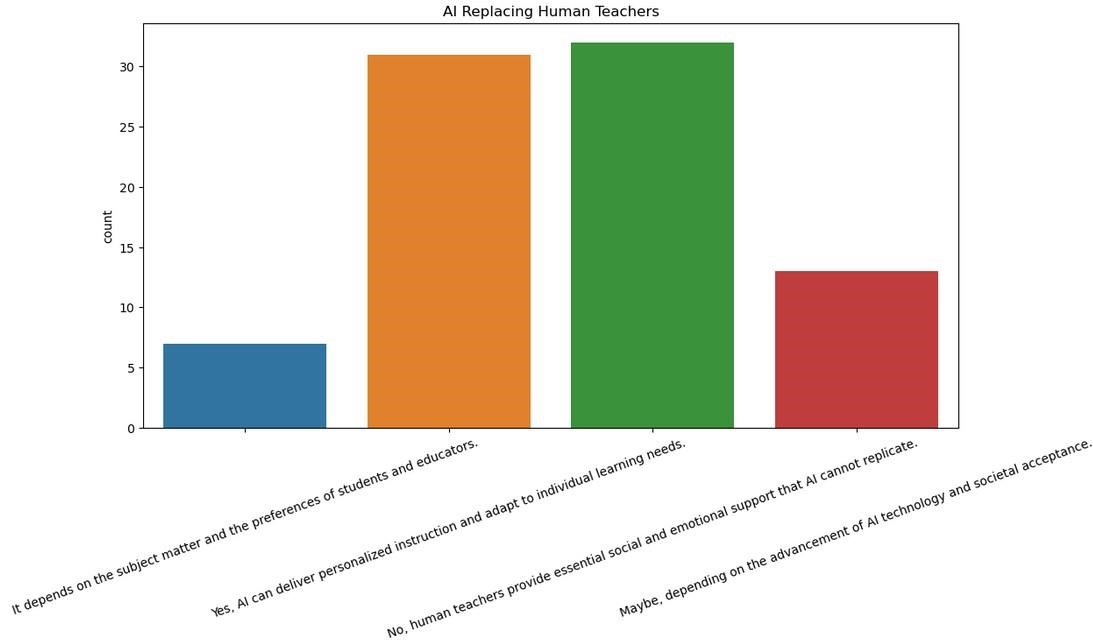 AI Replacing Human Teachers
30
25
20
15
10
5
0
count
It depends on the subject matter and the preferences of students and educators.
Yes, AI can deliver personalized instruction and adapt to individual learning needs.
No, human teachers provide essential social and emotional support that AI cannot replicate.
Maybe, depending on the advancement of AI technology and societal acceptance.